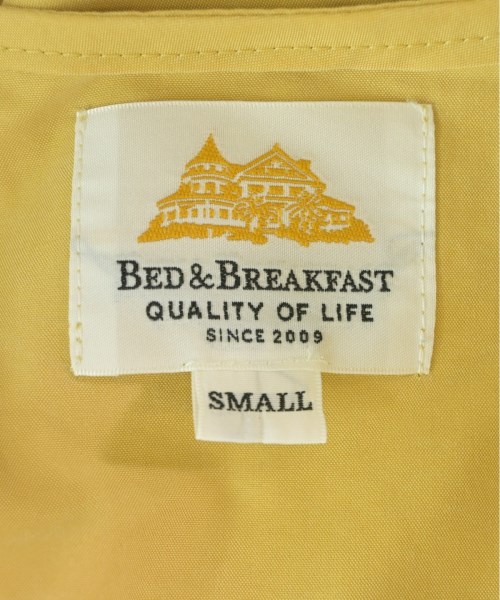 BED & BREAKFAST
QUALITY OF LIFE
SINCE 2009
SMALL